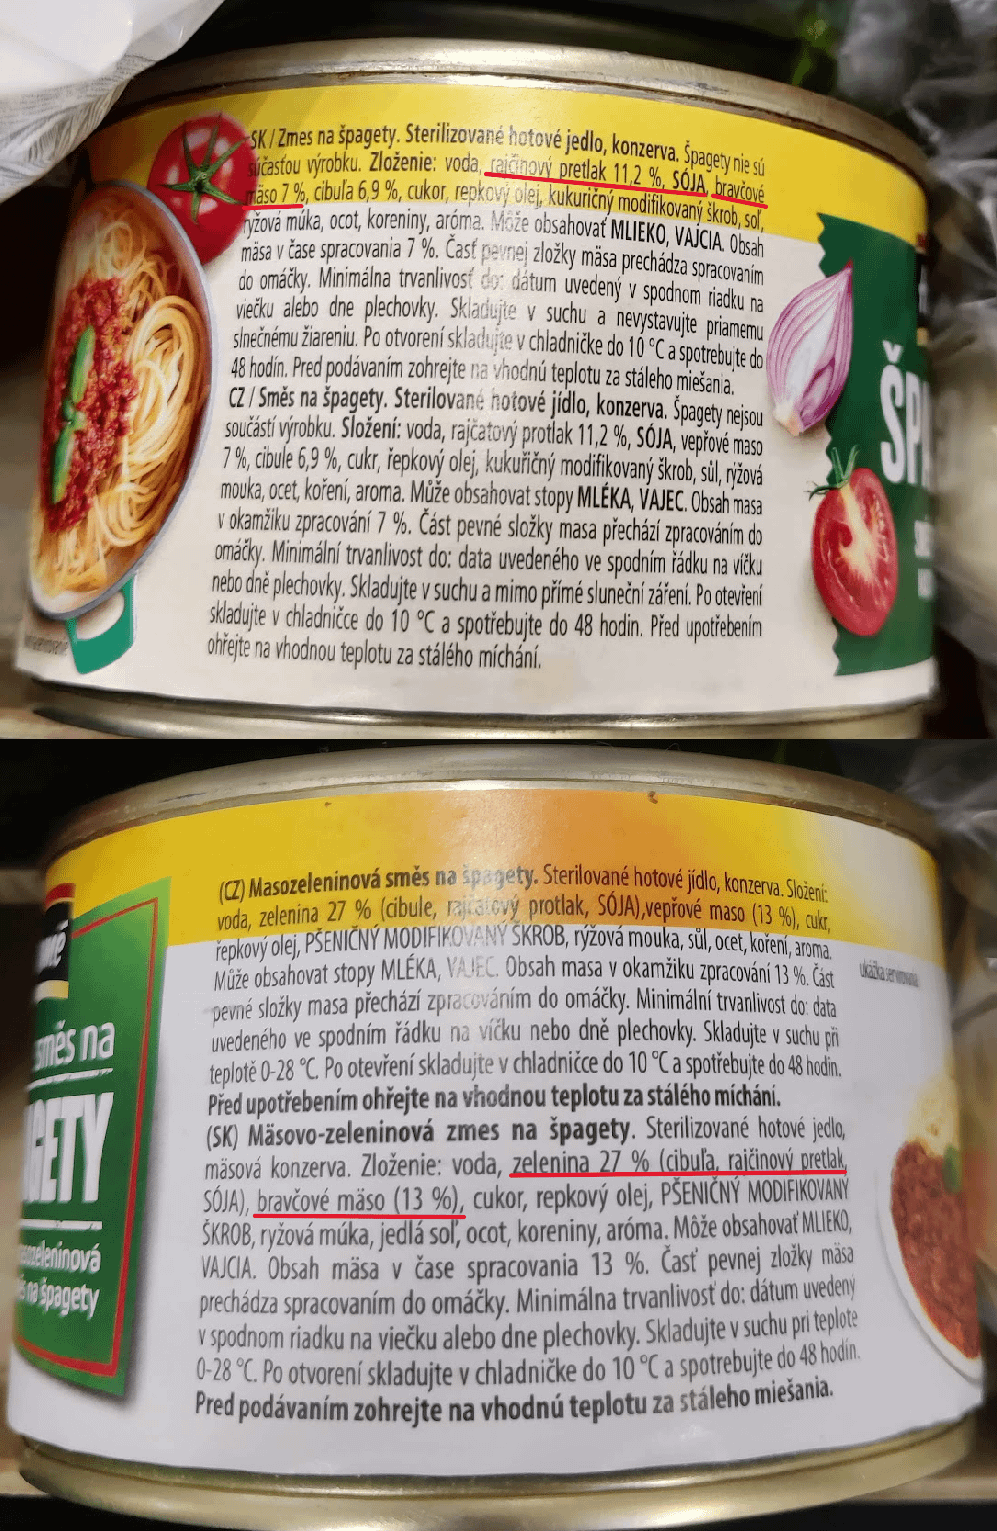 SK / Zmes na špagety. Sterilizované hotové jedlo, konzerva. Špagety nie sú
súčasťou výrobku. Zloženie: voda, rajčinový pretlak 11,2 %, SÓJA, bravčové
mäso 7 %, cibuľa 6,9 %, cukor, repkový olej, kukuričný modifikovaný škrob, soľ,
ryžová múka, ocot, koreniny, aróma. Môže obsahovať MLIEKO, VAJCIA. Obsah
mäsa v čase spracovania 7 %. Časť pevnej zložky mäsa prechádza spracovaním
do omáčky. Minimálna trvanlivosť do: dátum uvedený v spodnom riadku na
viečku alebo dne plechovky. Skladujte v suchu a nevystavujte priamemu
slnečnému žiareniu. Po otvorení skladujte v chladničke do 10 °C a spotrebujte do
48 hodín. Pred podávaním zohrejte na vhodnú teplotu za stáleho miešania.
CZ / Směs na špagety. Sterilované hotové jídlo, konzerva. Špagety nejsou
součástí výrobku. Složení: voda, rajčatový protlak 11,2 %, SÓJA, vepřové maso
7 %, cibule 6,9 %, cukr, řepkový olej, kukuřičný modifikovaný škrob, sůl, rýžová
mouka, ocet, koření, aroma. Může obsahovat stopy MLÉKA, VAJEC. Obsah masa
v okamžiku zpracování 7 %. Část pevné složky masa přechází zpracováním do
omáčky. Minimální trvanlivost do: data uvedeného ve spodním řádku na víčku
nebo dně plechovky. Skladujte v suchu a mimo přímé sluneční záření. Po otevření
skladujte v chladničce do 10 °C a spotřebujte do 48 hodin. Před upotřebením
ohřejte na vhodnou teplotu za stálého míchání.
ŠP
(CZ) Masozeleninová směs na špagety. Sterilované hotové jídlo, konzerva. Složení:
voda, zelenina 27 % (cibule, rajčatový protlak, SÓJA),vepřové maso (13 %), cukr,
řepkový olej, PŠENIČNÝ MODIFIKOVANÝ ŠKROB, rýžová mouka, sůl, ocet, koření, aroma.
Může obsahovat stopy MLÉKA, VAJEC. Obsah masa v okamžiku zpracování 13 %. Část
pevné složky masa přechází zpracováním do omáčky. Minimální trvanlivost do: data
uvedeného ve spodním řádku na víčku nebo dně plechovky. Skladujte v suchu při
teplotě 0-28 °C. Po otevření skladujte v chladničce do 10 °C a spotřebujte do 48 hodin.
Před upotřebením ohřejte na vhodnou teplotu za stálého míchání.
(SK) Mäsovo-zeleninová zmes na špagety. Sterilizované hotové jedlo,
mäsová konzerva. Zloženie: voda, zelenina 27 % (cibuľa, rajčinový pretlak,
SÓJA), bravčové mäso (13 %), cukor, repkový olej, PŠENIČNÝ MODIFIKOVANÝ
ŠKROB, ryžová múka, jedlá soľ, ocot, koreniny, aróma. Môže obsahovať MLIEKO,
VAJCIA. Obsah mäsa v čase spracovania 13 %. Časť pevnej zložky mäsa
prechádza spracovaním do omáčky. Minimálna trvanlivosť do: dátum uvedený
v spodnom riadku na viečku alebo dne plechovky. Skladujte v suchu pri teplote
0-28 °C. Po otvorení skladujte v chladničke do 10 °C a spotrebujte do 48 hodín.
Pred podávaním zohrejte na vhodnú teplotu za stáleho miešania.
směs na
GETY
zeleninová
na špagety
ukázka servírování